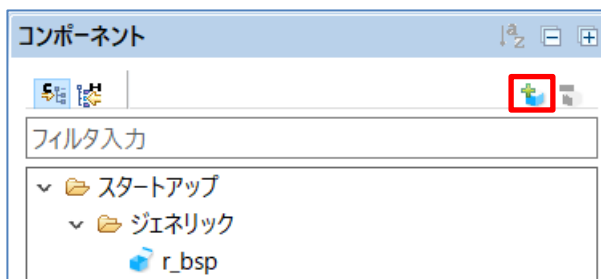 コンポーネント
フィルタ入力
スタートアップ
ジェネリック
r_bsp